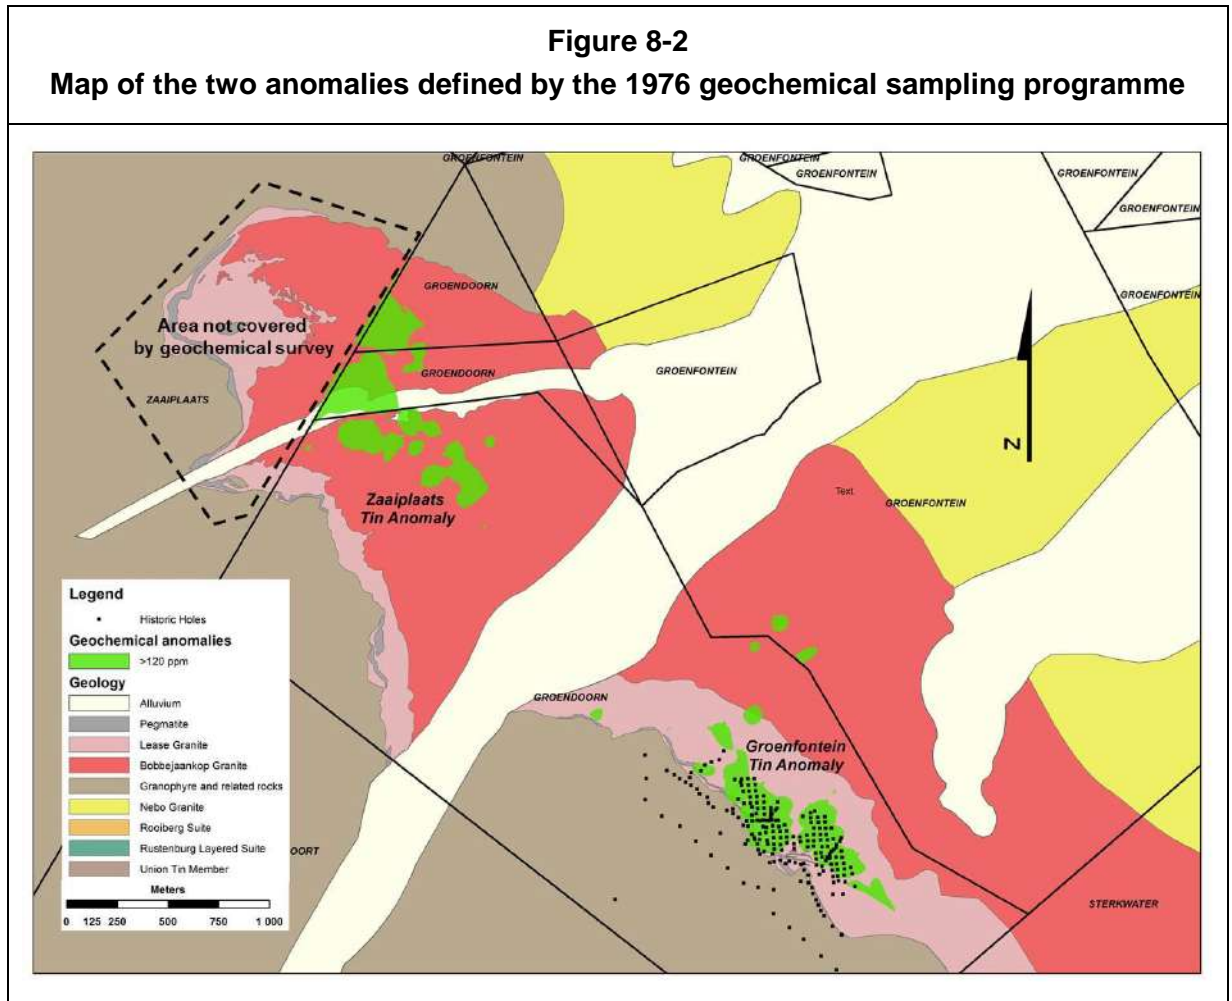 Figure 8-2
Map of the two anomalies defined by the 1976 geochemical sampling programme
GROENFONTEIN
GROENFONTEIN
GROENFONTEIN
GROENFONTEIN
GROENFONTEIN
GROENDOORN
GROENFONTEIN
Area not covered
by geochemical survey
GROENDOORN
GROENFONTEIN
ZAAIPLAATS
N
Zaaiplaats
Tin Anomaly
Text
GROENFONTEIN
Legend
Historic Holes
Geochemical anomalies
>120 ppm
Geology
Alluvium
Pegmatite
Lease Granite
Bobbejaankop Granite
Granophyre and related rocks
Nebo Granite
Rooiberg Suite
Rustenburg Layered Suite
Union Tin Member
Meters
0 125 250 500 750 1 000
GROENDOORN
Groenfontein
Tin Anomaly
OORT
STERKWATER